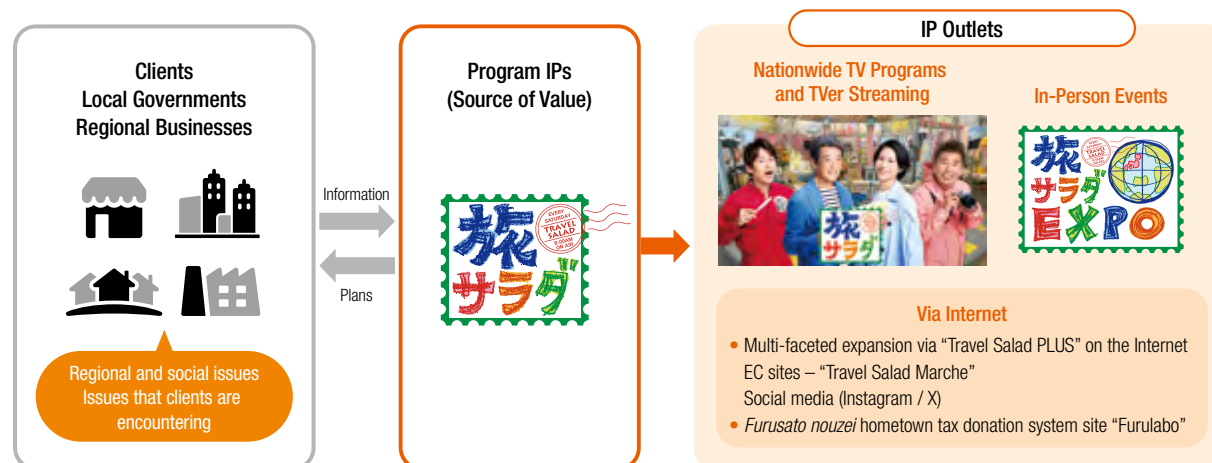 Clients
Local Governments
Regional Businesses
Regional and social issues
Issues that clients are
encountering
Information
Plans
Program IPs
(Source of Value)
旅
サラダ
EVERY
SATURDAY
TRAVEL
SALAD
8:00AM
ON AIR
IP Outlets
Nationwide TV Programs
and TVer Streaming
旅
サラダ
In-Person Events
旅
サラダ
EXPO
Via Internet
• Multi-faceted expansion via “Travel Salad PLUS” on the Internet
EC sites – “Travel Salad Marche”
Social media (Instagram / X)
• Furusato nouzei hometown tax donation system site “Furulabo”